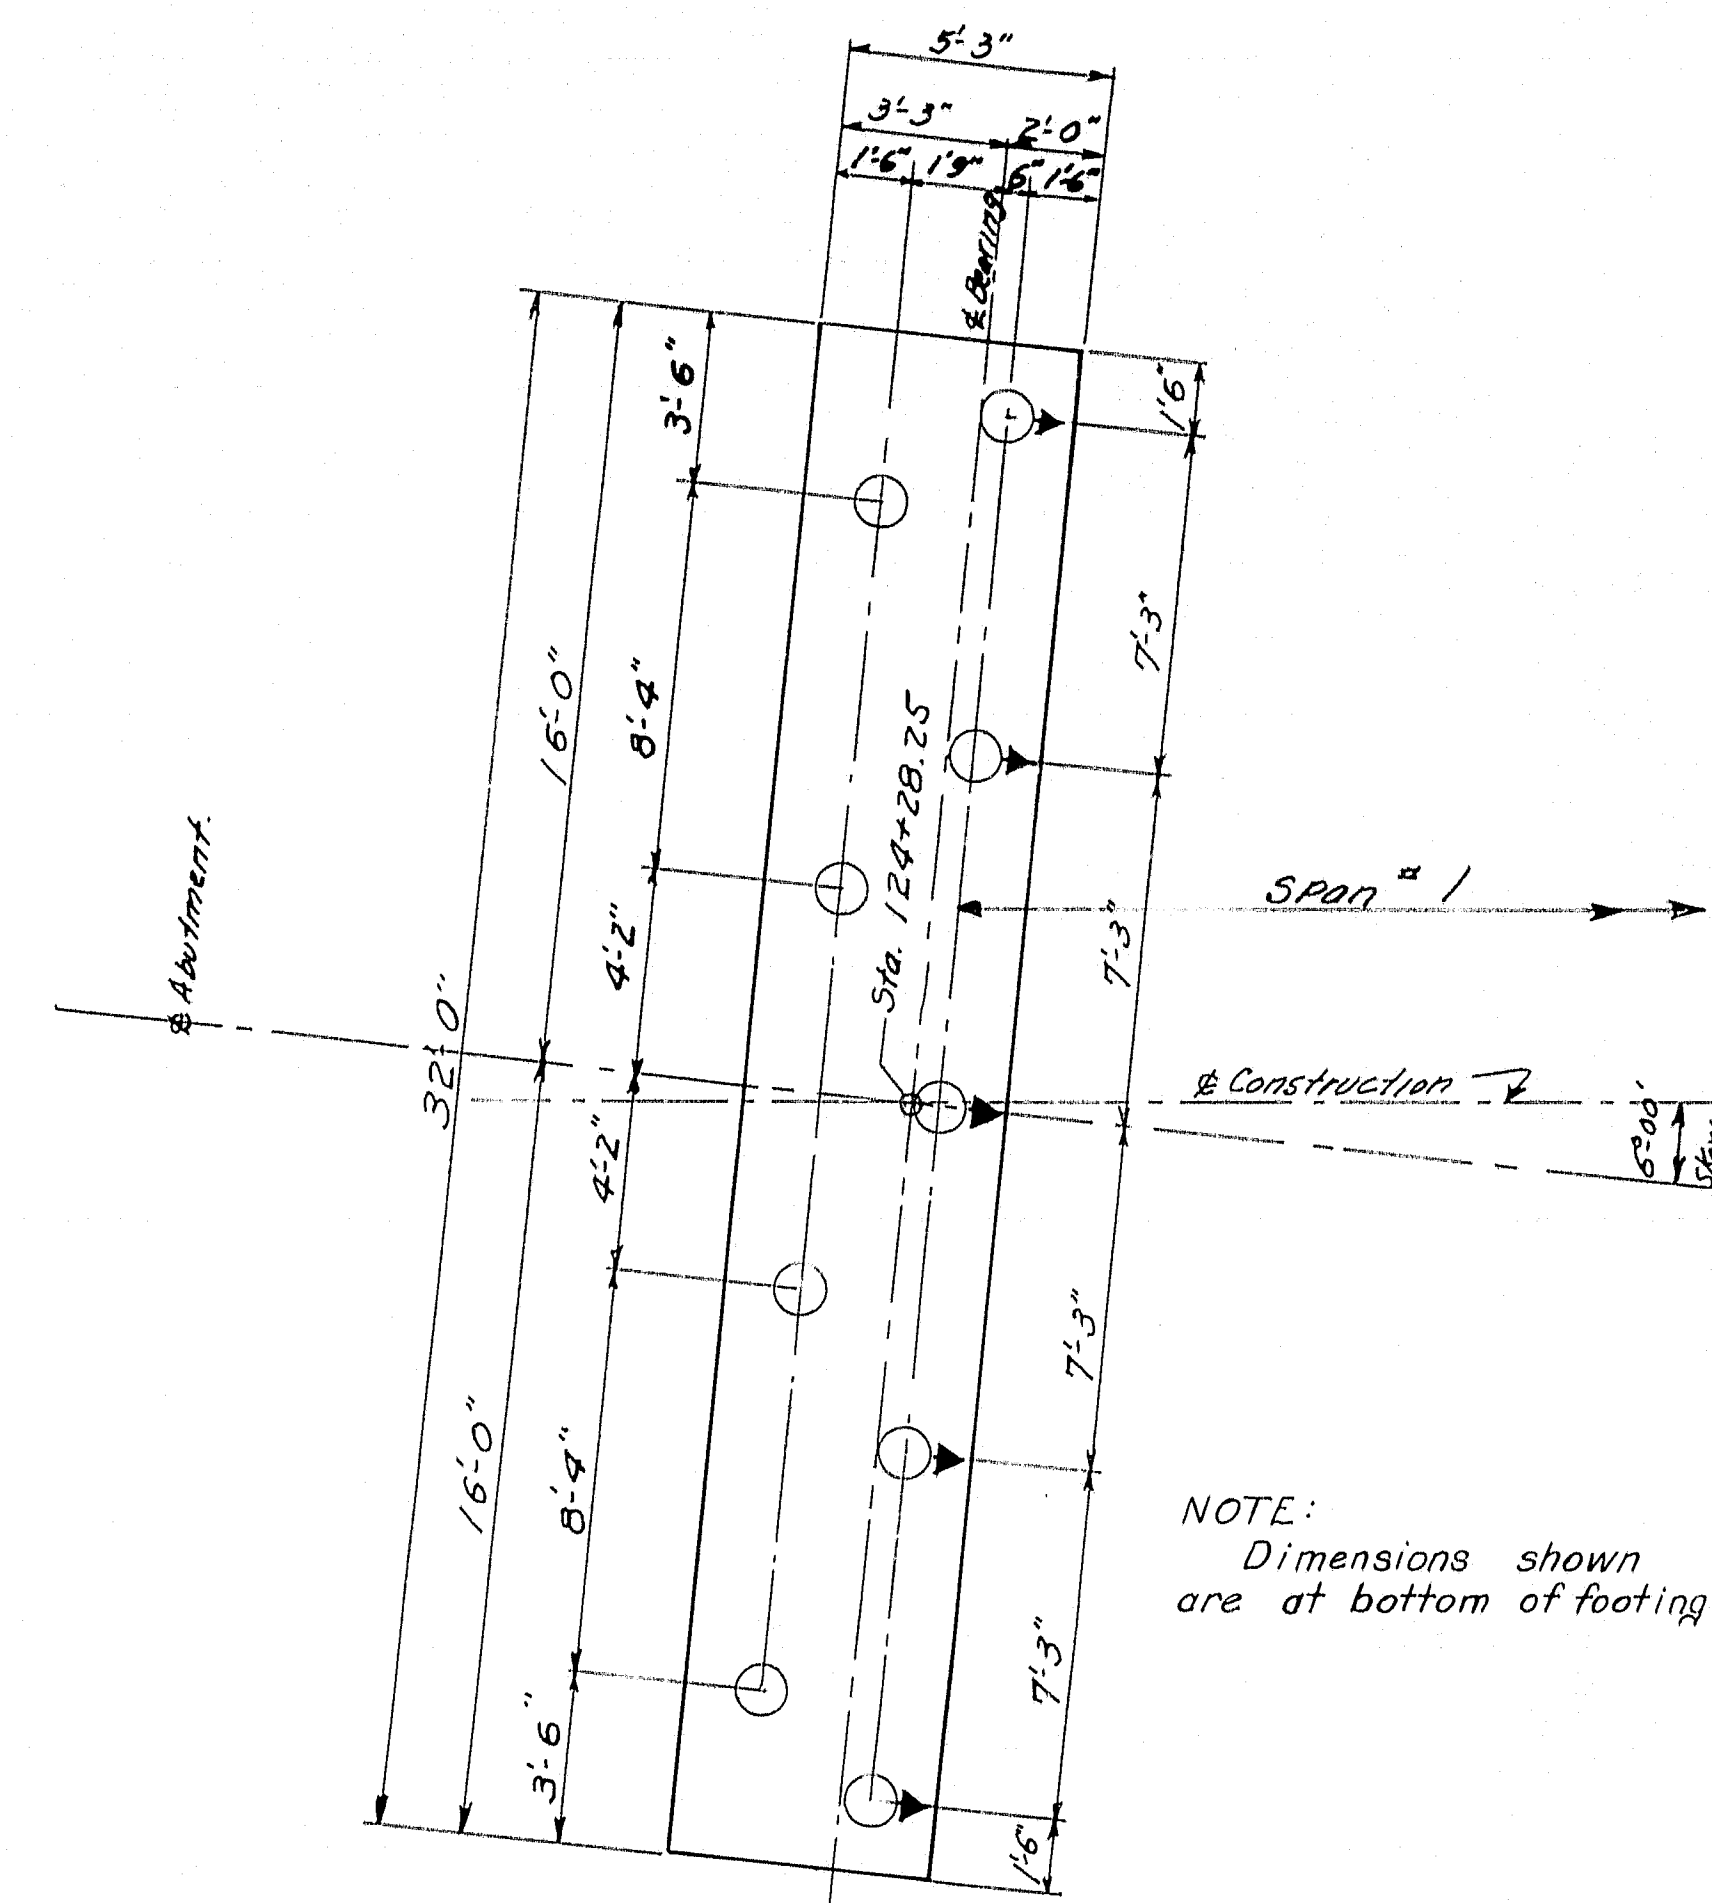 5'-3"
3'-3"
2'-0"
1'-6"
1'9"
6"
1'-6"
℄ Bearing
3'-6"
1'6"
8'-4"
7'-3"
16'-0"
Sta. 124+28.25
℄ Abutment.
Span # 1
4'-2"
7'-3"
32'-0"
℄ Construction
6°-00'
4'-2"
7'-3"
16'-0"
8'-4"
NOTE:
Dimensions shown
are at bottom of footing
7'-3"
3'-6"
1'-6"